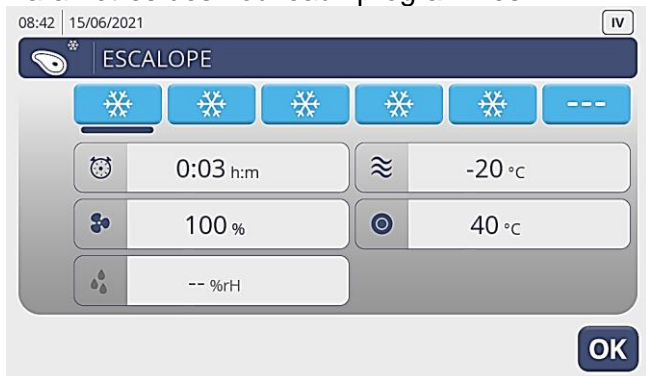 08:42 15/06/2021 IV
ESCALOPE
---
0:03 h:m -20 °C
100 % 40 °C
-- %rH
OK